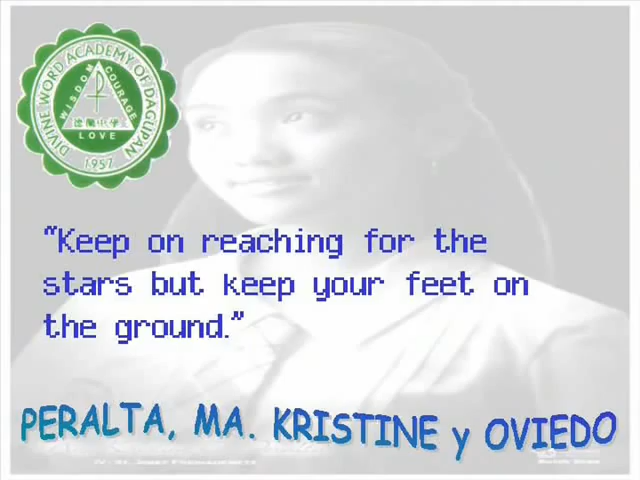 DIVINE WORD ACADEMY OF DAGUPAN
WISDOM
COURAGE
LOVE
1957
"Keep on reaching for the
stars but keep your feet on
the ground."
PERALTA, MA. KRISTINE y OVIEDO